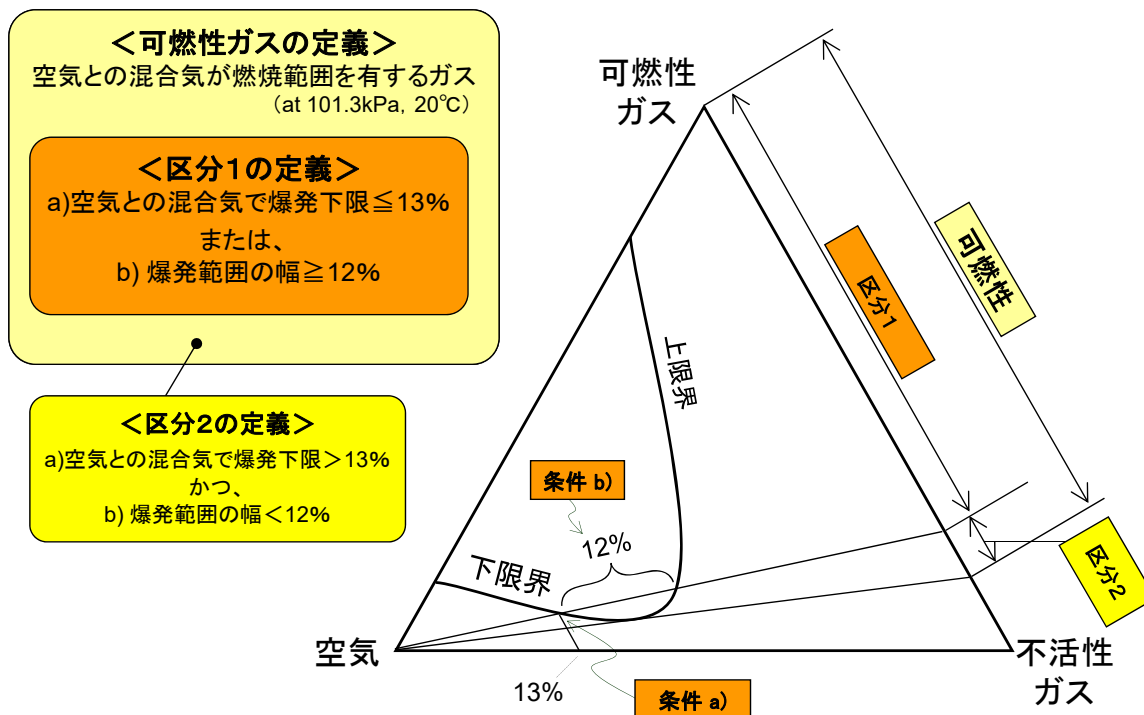 ＜可燃性ガスの定義＞
空気との混合気が燃焼範囲を有するガス
（at 101.3kPa, 20℃）
＜区分１の定義＞
a)空気との混合気で爆発下限≦13%
または、
b) 爆発範囲の幅≧12%
＜区分２の定義＞
a)空気との混合気で爆発下限＞13%
かつ、
b) 爆発範囲の幅＜12%
可燃性
ガス
可燃性
区分１
上限界
条件 b)
12%
下限界
区分２
空気
不活性
ガス
13%
条件 a)